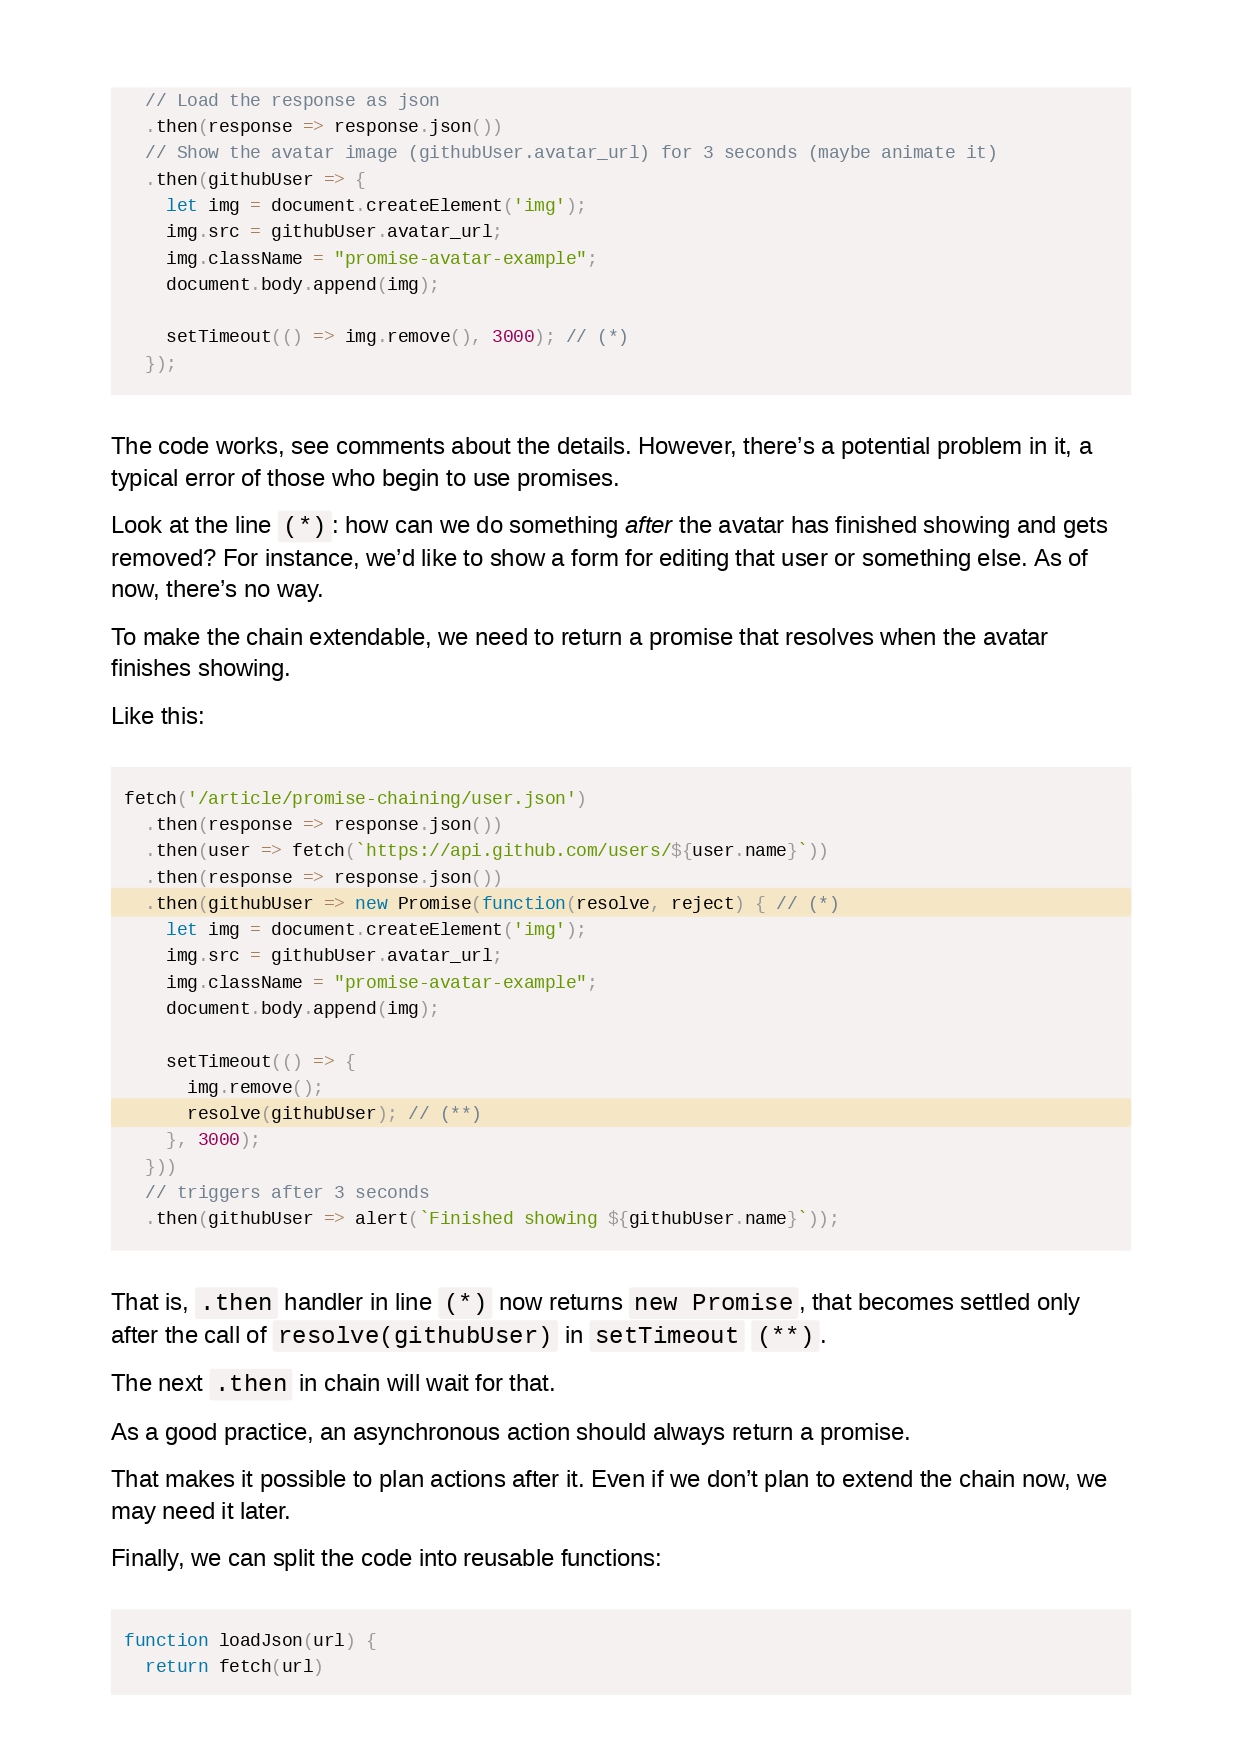 // Load the response as json
.then(response => response.json())
// Show the avatar image (githubUser.avatar_url) for 3 seconds (maybe animate it)
.then(githubUser => {
let img = document.createElement('img');
img.src = githubUser.avatar_url;
img.className = "promise-avatar-example";
document.body.append(img);
setTimeout(() => img.remove(), 3000); // (*)
});
The code works, see comments about the details. However, there’s a potential problem in it, a
typical error of those who begin to use promises.
Look at the line (*): how can we do something after the avatar has finished showing and gets
removed? For instance, we’d like to show a form for editing that user or something else. As of
now, there’s no way.
To make the chain extendable, we need to return a promise that resolves when the avatar
finishes showing.
Like this:
fetch('/article/promise-chaining/user.json')
.then(response => response.json())
.then(user => fetch(`https://api.github.com/users/${user.name}`))
.then(response => response.json())
.then(githubUser => new Promise(function(resolve, reject) { // (*)
let img = document.createElement('img');
img.src = githubUser.avatar_url;
img.className = "promise-avatar-example";
document.body.append(img);
setTimeout(() => {
img.remove();
resolve(githubUser); // (**)
}, 3000);
}))
// triggers after 3 seconds
.then(githubUser => alert(`Finished showing ${githubUser.name}`));
That is, .then handler in line (*) now returns new Promise, that becomes settled only
after the call of resolve(githubUser) in setTimeout (**).
The next .then in chain will wait for that.
As a good practice, an asynchronous action should always return a promise.
That makes it possible to plan actions after it. Even if we don’t plan to extend the chain now, we
may need it later.
Finally, we can split the code into reusable functions:
function loadJson(url) {
return fetch(url)